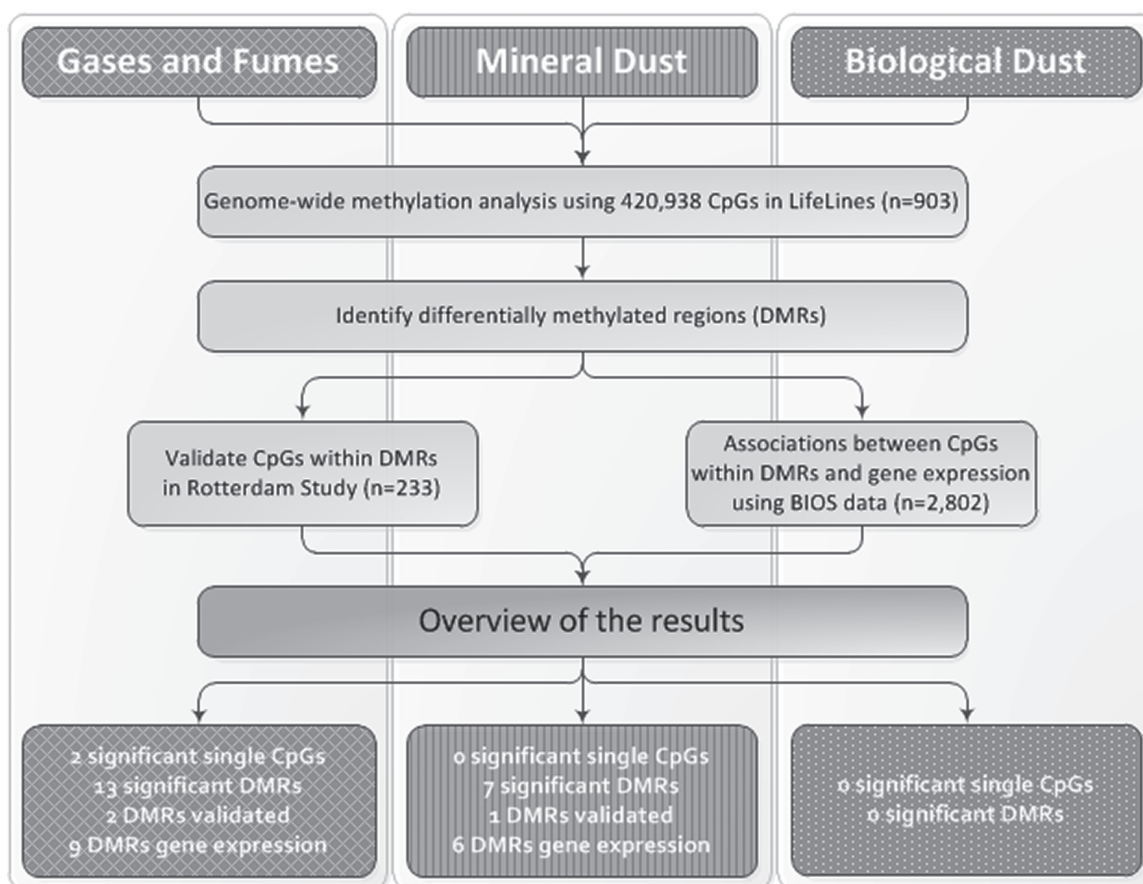 Gases and Fumes
Mineral Dust
Biological Dust
Genome-wide methylation analysis using 420,938 CpGs in LifeLines (n=903)
Identify differentially methylated regions (DMRs)
Validate CpGs within DMRs
in Rotterdam Study (n=233)
Associations between CpGs
within DMRs and gene expression
using BIOS data (n=2,802)
Overview of the results
2 significant single CpGs
13 significant DMRs
2 DMRs validated
9 DMRs gene expression
0 significant single CpGs
7 significant DMRs
1 DMRs validated
6 DMRs gene expression
0 significant single CpGs
0 significant DMRs